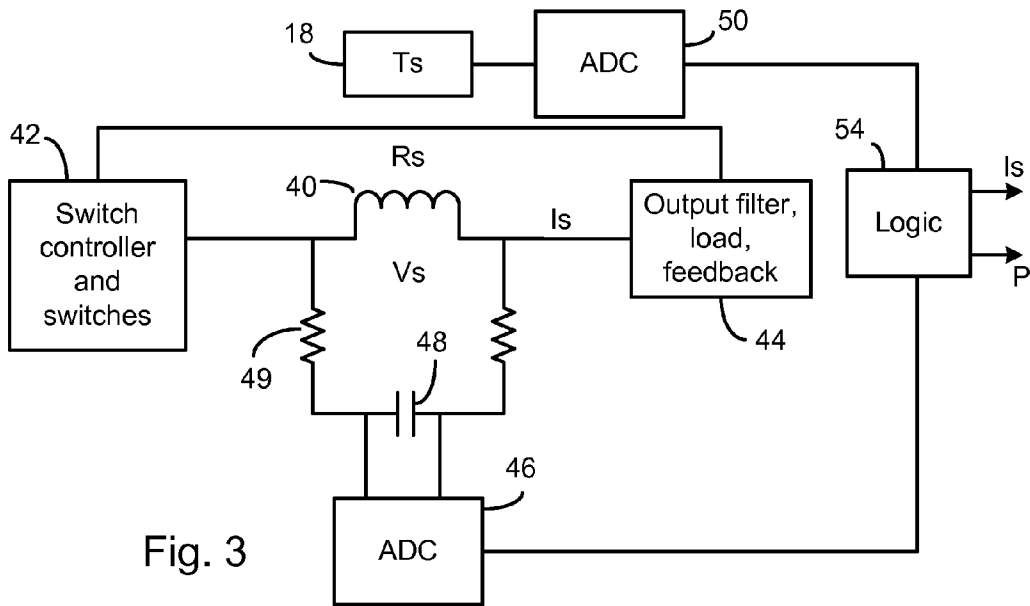 18
Ts
ADC
50
42
Rs
40
54
Switch
controller
and
switches
Is
Output filter,
load,
feedback
Logic
Is
P
Vs
49
48
44
46
ADC
Fig. 3